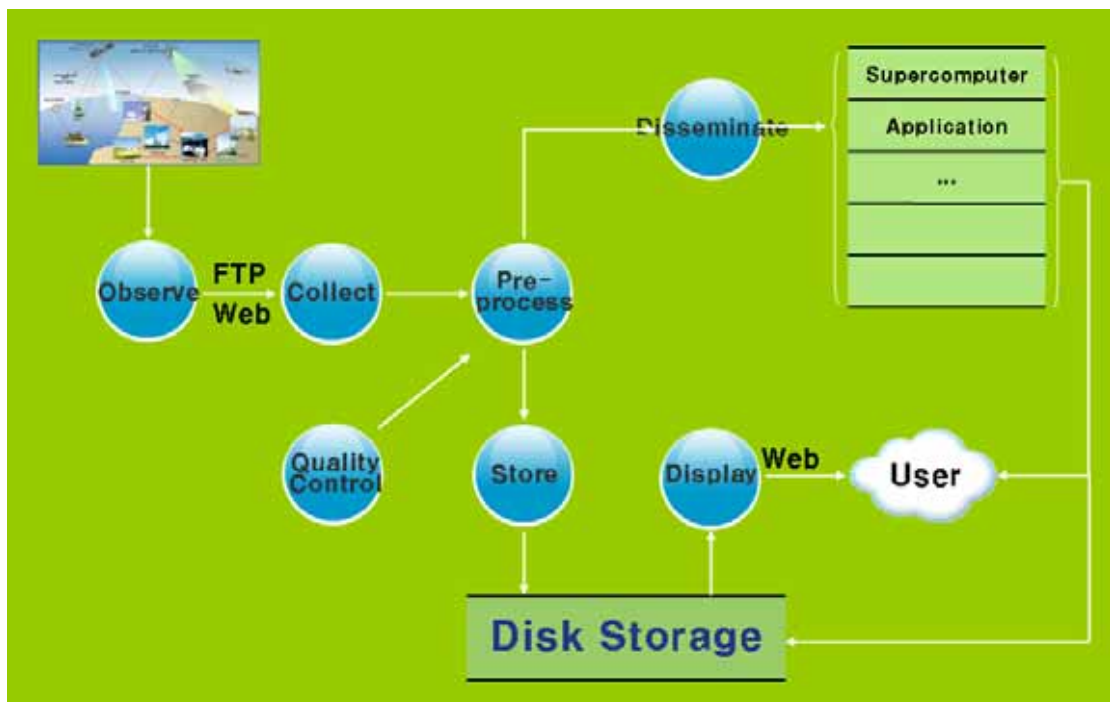 Supercomputer
Disseminate
Application
...
FTP
Observe
Web
Collect
Pre-
process
Quality
Control
Store
Display
Web
User
Disk Storage